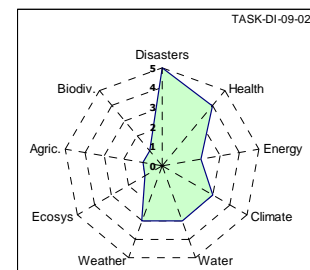 TASK-DI-09-02
Disasters
5
Biodiv.
Health
4
3
2
Agric.
Energy
1
0
Ecosys
Climate
Weather
Water